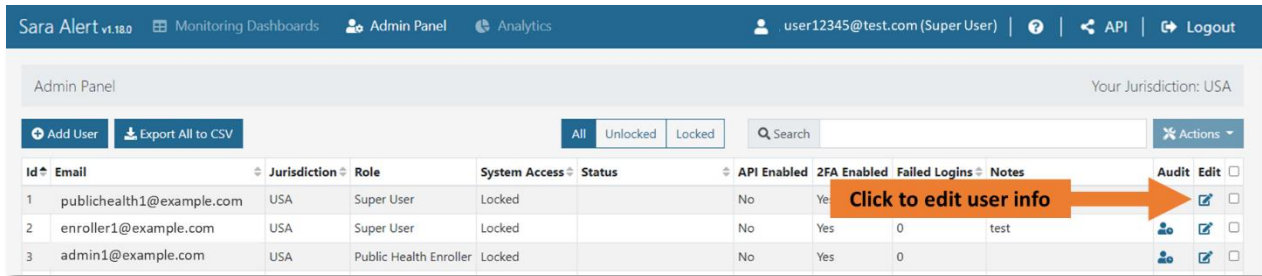 Sara Alert v1.18.0 Monitoring Dashboards Admin Panel Analytics user12345@test.com (Super User) | ? | API | Logout
Admin Panel Your Jurisdiction: USA
Add User Export All to CSV All Unlocked Locked Search Actions
Id Email Jurisdiction Role System Access Status API Enabled 2FA Enabled Failed Logins Notes Audit Edit
1 publichealth1@example.com USA Super User Locked No Click to edit user info
2 enroller1@example.com USA Super User Locked No Yes 0 test
3 admin1@example.com USA Public Health Enroller Locked No Yes 0